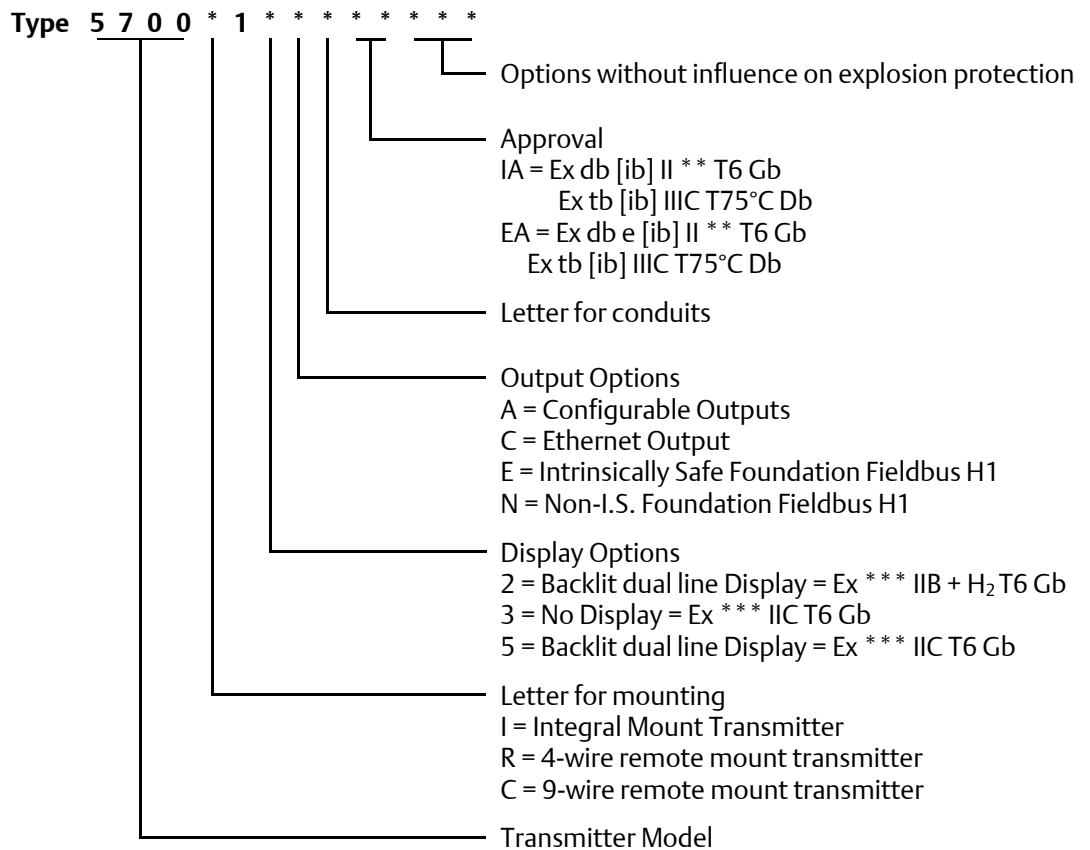 Type 5 7 0 0 * 1 * * * * * * * *
Options without influence on explosion protection
Approval
IA = Ex db [ib] II ** T6 Gb
Ex tb [ib] IIIC T75°C Db
EA = Ex db e [ib] II ** T6 Gb
Ex tb [ib] IIIC T75°C Db
Letter for conduits
Output Options
A = Configurable Outputs
C = Ethernet Output
E = Intrinsically Safe Foundation Fieldbus H1
N = Non-I.S. Foundation Fieldbus H1
Display Options
2 = Backlit dual line Display = Ex *** IIB + H₂ T6 Gb
3 = No Display = Ex *** IIC T6 Gb
5 = Backlit dual line Display = Ex *** IIC T6 Gb
Letter for mounting
I = Integral Mount Transmitter
R = 4-wire remote mount transmitter
C = 9-wire remote mount transmitter
Transmitter Model